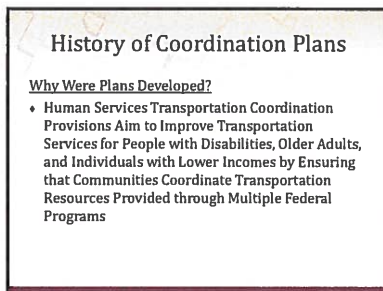 History of Coordination Plans
Why Were Plans Developed?
♦ Human Services Transportation Coordination
Provisions Aim to Improve Transportation
Services for People with Disabilities, Older Adults,
and Individuals with Lower Incomes by Ensuring
that Communities Coordinate Transportation
Resources Provided through Multiple Federal
Programs